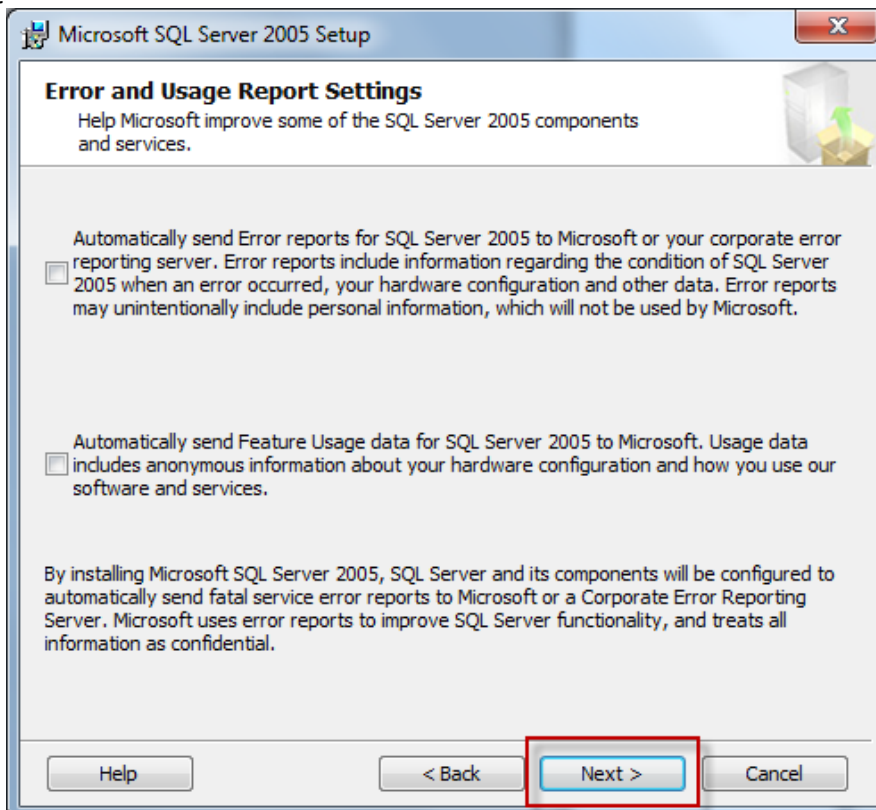 Microsoft SQL Server 2005 Setup
Error and Usage Report Settings
Help Microsoft improve some of the SQL Server 2005 components
and services.
Automatically send Error reports for SQL Server 2005 to Microsoft or your corporate error
reporting server. Error reports include information regarding the condition of SQL Server
2005 when an error occurred, your hardware configuration and other data. Error reports
may unintentionally include personal information, which will not be used by Microsoft.
Automatically send Feature Usage data for SQL Server 2005 to Microsoft. Usage data
includes anonymous information about your hardware configuration and how you use our
software and services.
By installing Microsoft SQL Server 2005, SQL Server and its components will be configured to
automatically send fatal service error reports to Microsoft or a Corporate Error Reporting
Server. Microsoft uses error reports to improve SQL Server functionality, and treats all
information as confidential.
Help
< Back
Next >
Cancel